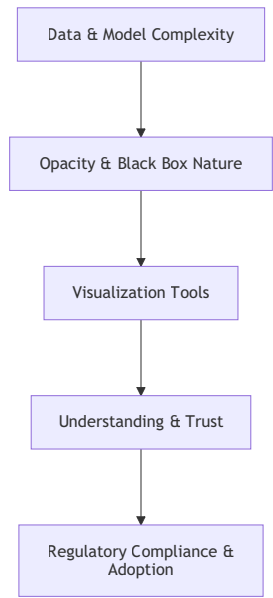 Data & Model Complexity
Opacity & Black Box Nature
Visualization Tools
Understanding & Trust
Regulatory Compliance &
Adoption